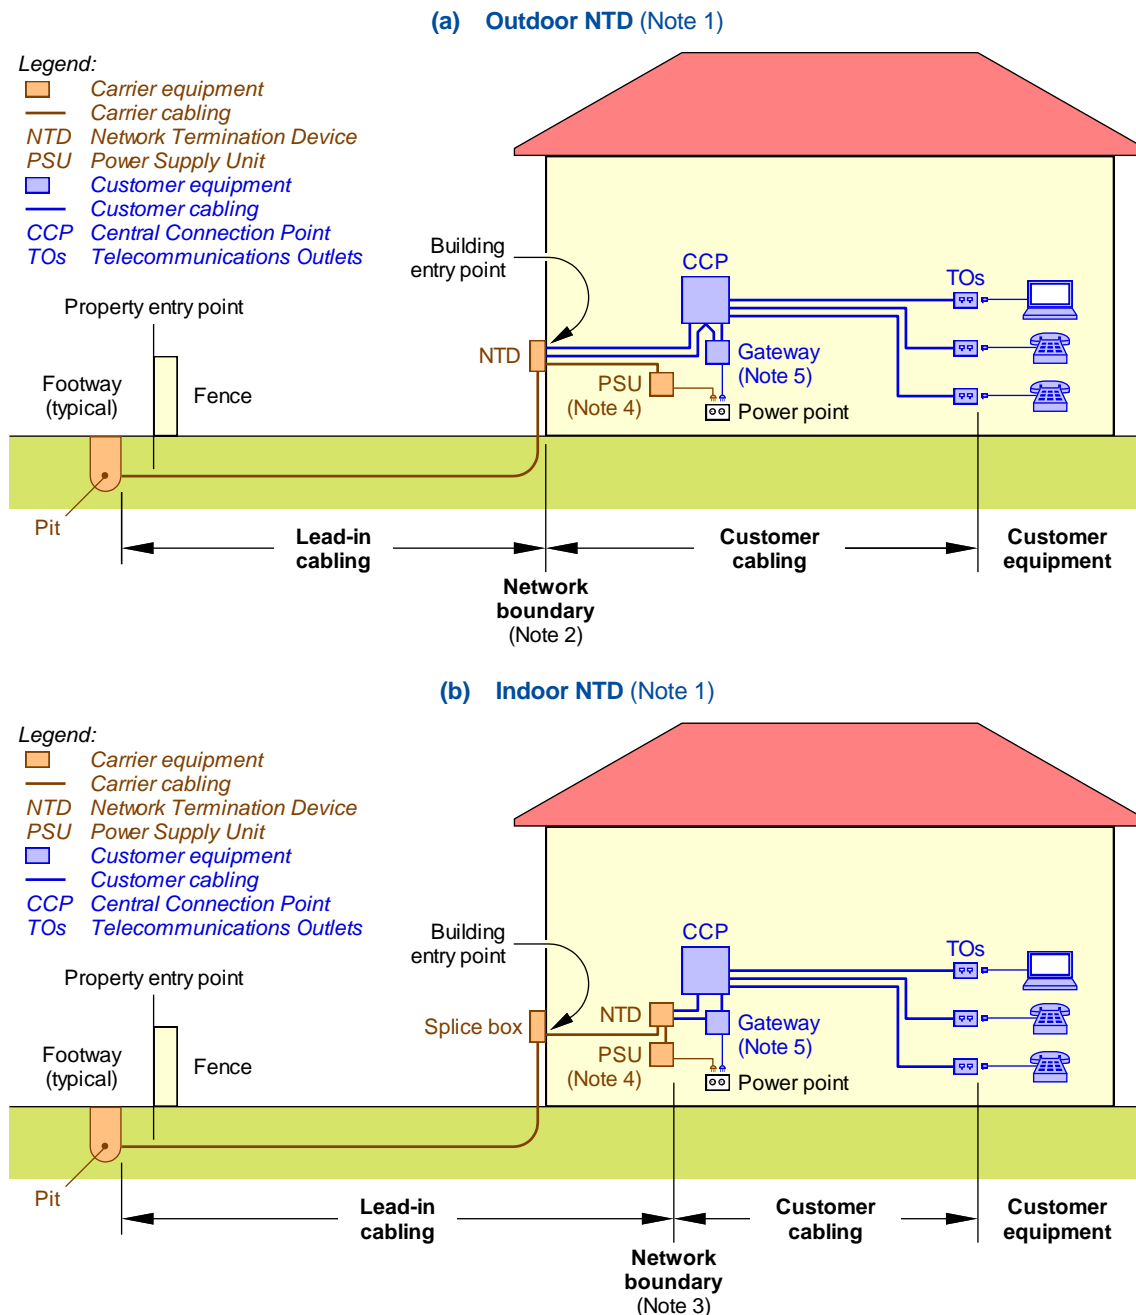 (a) Outdoor NTD (Note 1)
Legend:
Carrier equipment
Carrier cabling
NTD Network Termination Device
PSU Power Supply Unit
Customer equipment
Customer cabling
CCP Central Connection Point
TOs Telecommunications Outlets
Building
entry point
CCP
TOs
Property entry point
NTD
Gateway
(Note 5)
PSU
(Note 4)
Power point
Footway
(typical)
Fence
Pit
Lead-in
cabling
Customer
cabling
Customer
equipment
Network
boundary
(Note 2)
(b) Indoor NTD (Note 1)
Legend:
Carrier equipment
Carrier cabling
NTD Network Termination Device
PSU Power Supply Unit
Customer equipment
Customer cabling
CCP Central Connection Point
TOs Telecommunications Outlets
Building
entry point
CCP
TOs
Property entry point
Splice box
NTD
Gateway
(Note 5)
PSU
(Note 4)
Power point
Footway
(typical)
Fence
Pit
Lead-in
cabling
Customer
cabling
Customer
equipment
Network
boundary
(Note 3)